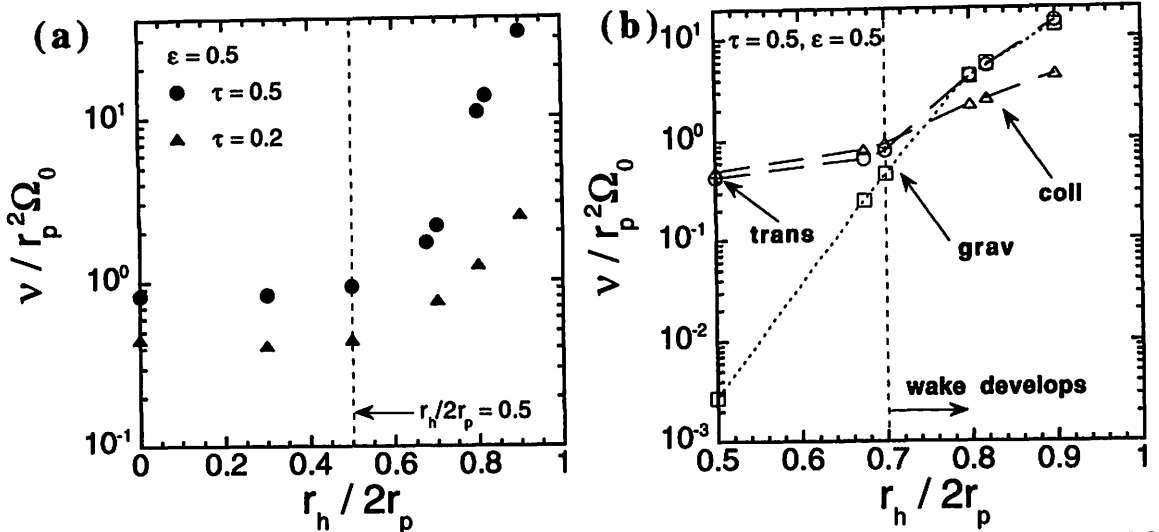 (a)
ε = 0.5
● τ = 0.5
▲ τ = 0.2
10¹
10⁰
10⁻¹
ν / r_p²Ω₀
r_h/2r_p = 0.5
0 0.2 0.4 0.6 0.8 1
r_h / 2r_p
(b)
τ = 0.5, ε = 0.5
10¹
10⁰
10⁻¹
10⁻²
10⁻³
ν / r_p²Ω₀
coll
trans
grav
wake develops
0.5 0.6 0.7 0.8 0.9 1
r_h / 2r_p